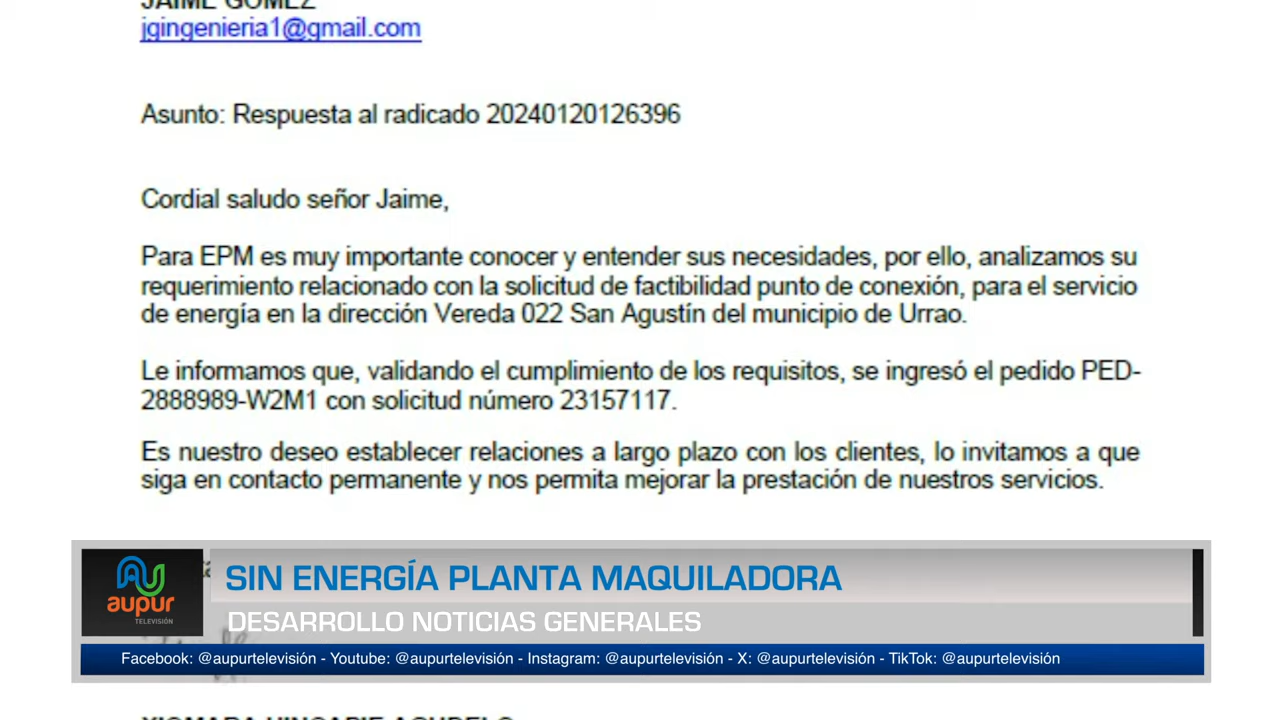 JAIME GOMEZ
jgingenieria1@gmail.com
Asunto: Respuesta al radicado 20240120126396
Cordial saludo señor Jaime,
Para EPM es muy importante conocer y entender sus necesidades, por ello, analizamos su
requerimiento relacionado con la solicitud de factibilidad punto de conexión, para el servicio
de energía en la dirección Vereda 022 San Agustín del municipio de Urrao.
Le informamos que, validando el cumplimiento de los requisitos, se ingresó el pedido PED-
2888989-W2M1 con solicitud número 23157117.
Es nuestro deseo establecer relaciones a largo plazo con los clientes, lo invitamos a que
siga en contacto permanente y nos permita mejorar la prestación de nuestros servicios.
aupur
TELEVISIÓN
SIN ENERGÍA PLANTA MAQUILADORA
DESARROLLO NOTICIAS GENERALES
Facebook: @aupurtelevisión - Youtube: @aupurtelevisión - Instagram: @aupurtelevisión - X: @aupurtelevisión - TikTok: @aupurtelevisión